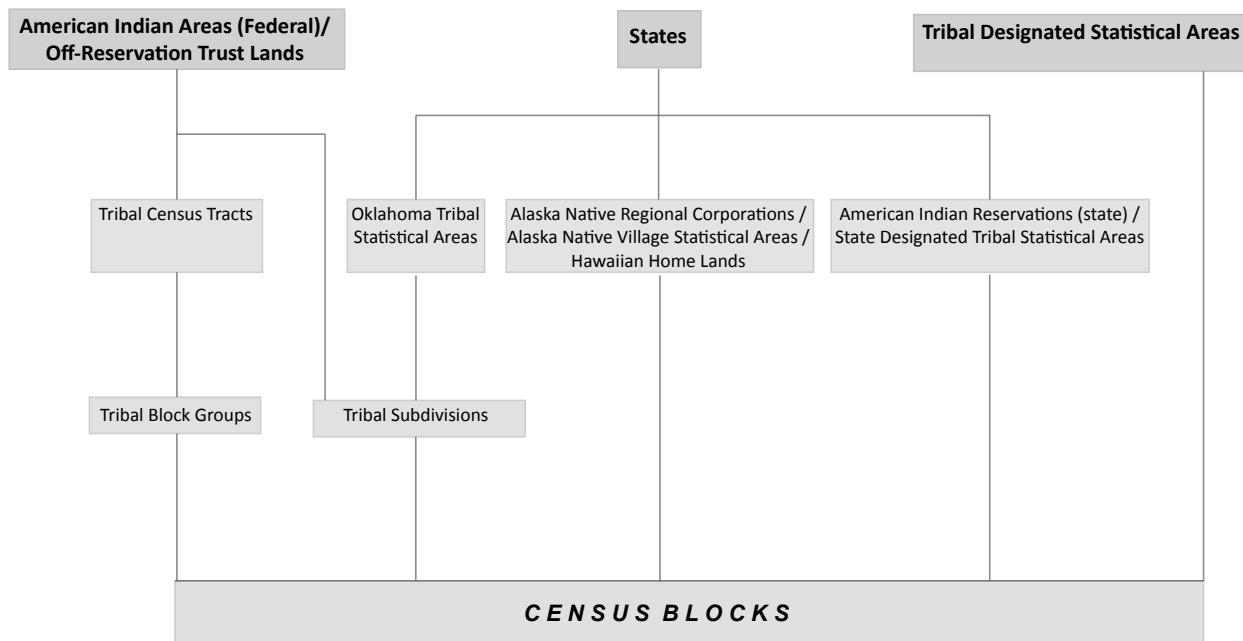 American Indian Areas (Federal)/
Off-Reservation Trust Lands
States
Tribal Designated Statistical Areas
Tribal Census Tracts
Oklahoma Tribal
Statistical Areas
Alaska Native Regional Corporations /
Alaska Native Village Statistical Areas /
Hawaiian Home Lands
American Indian Reservations (state) /
State Designated Tribal Statistical Areas
Tribal Block Groups
Tribal Subdivisions
CENSUS BLOCKS